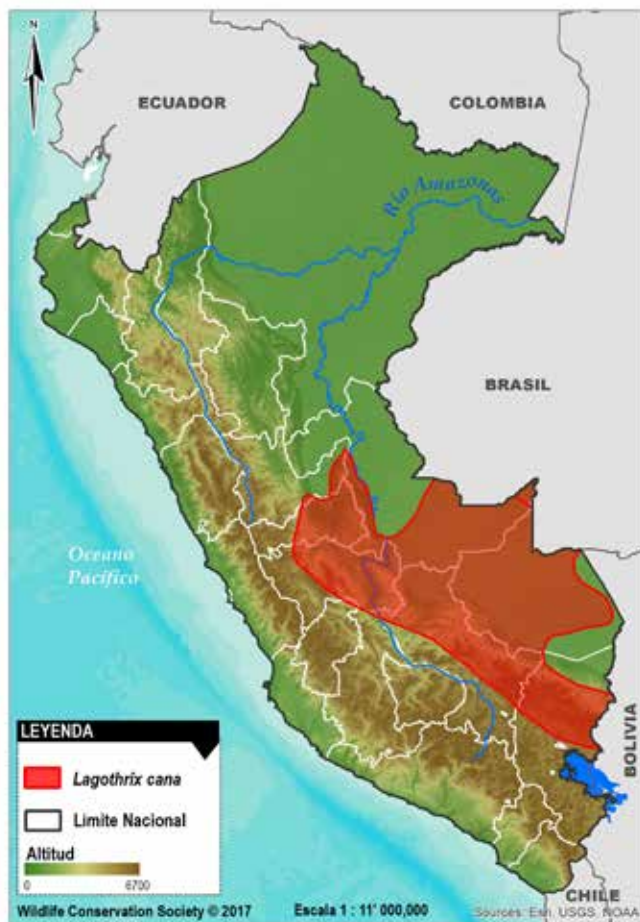 N
ECUADOR
COLOMBIA
Río Amazonas
BRASIL
Oceano
Pacífico
BOLIVIA
LEYENDA
Lagothrix cana
Limite Nacional
Altitud
0
6700
CHILE
Wildlife Conservation Society © 2017
Escala 1 : 11' 000,000
Sources: Esri, USGS, NOAA